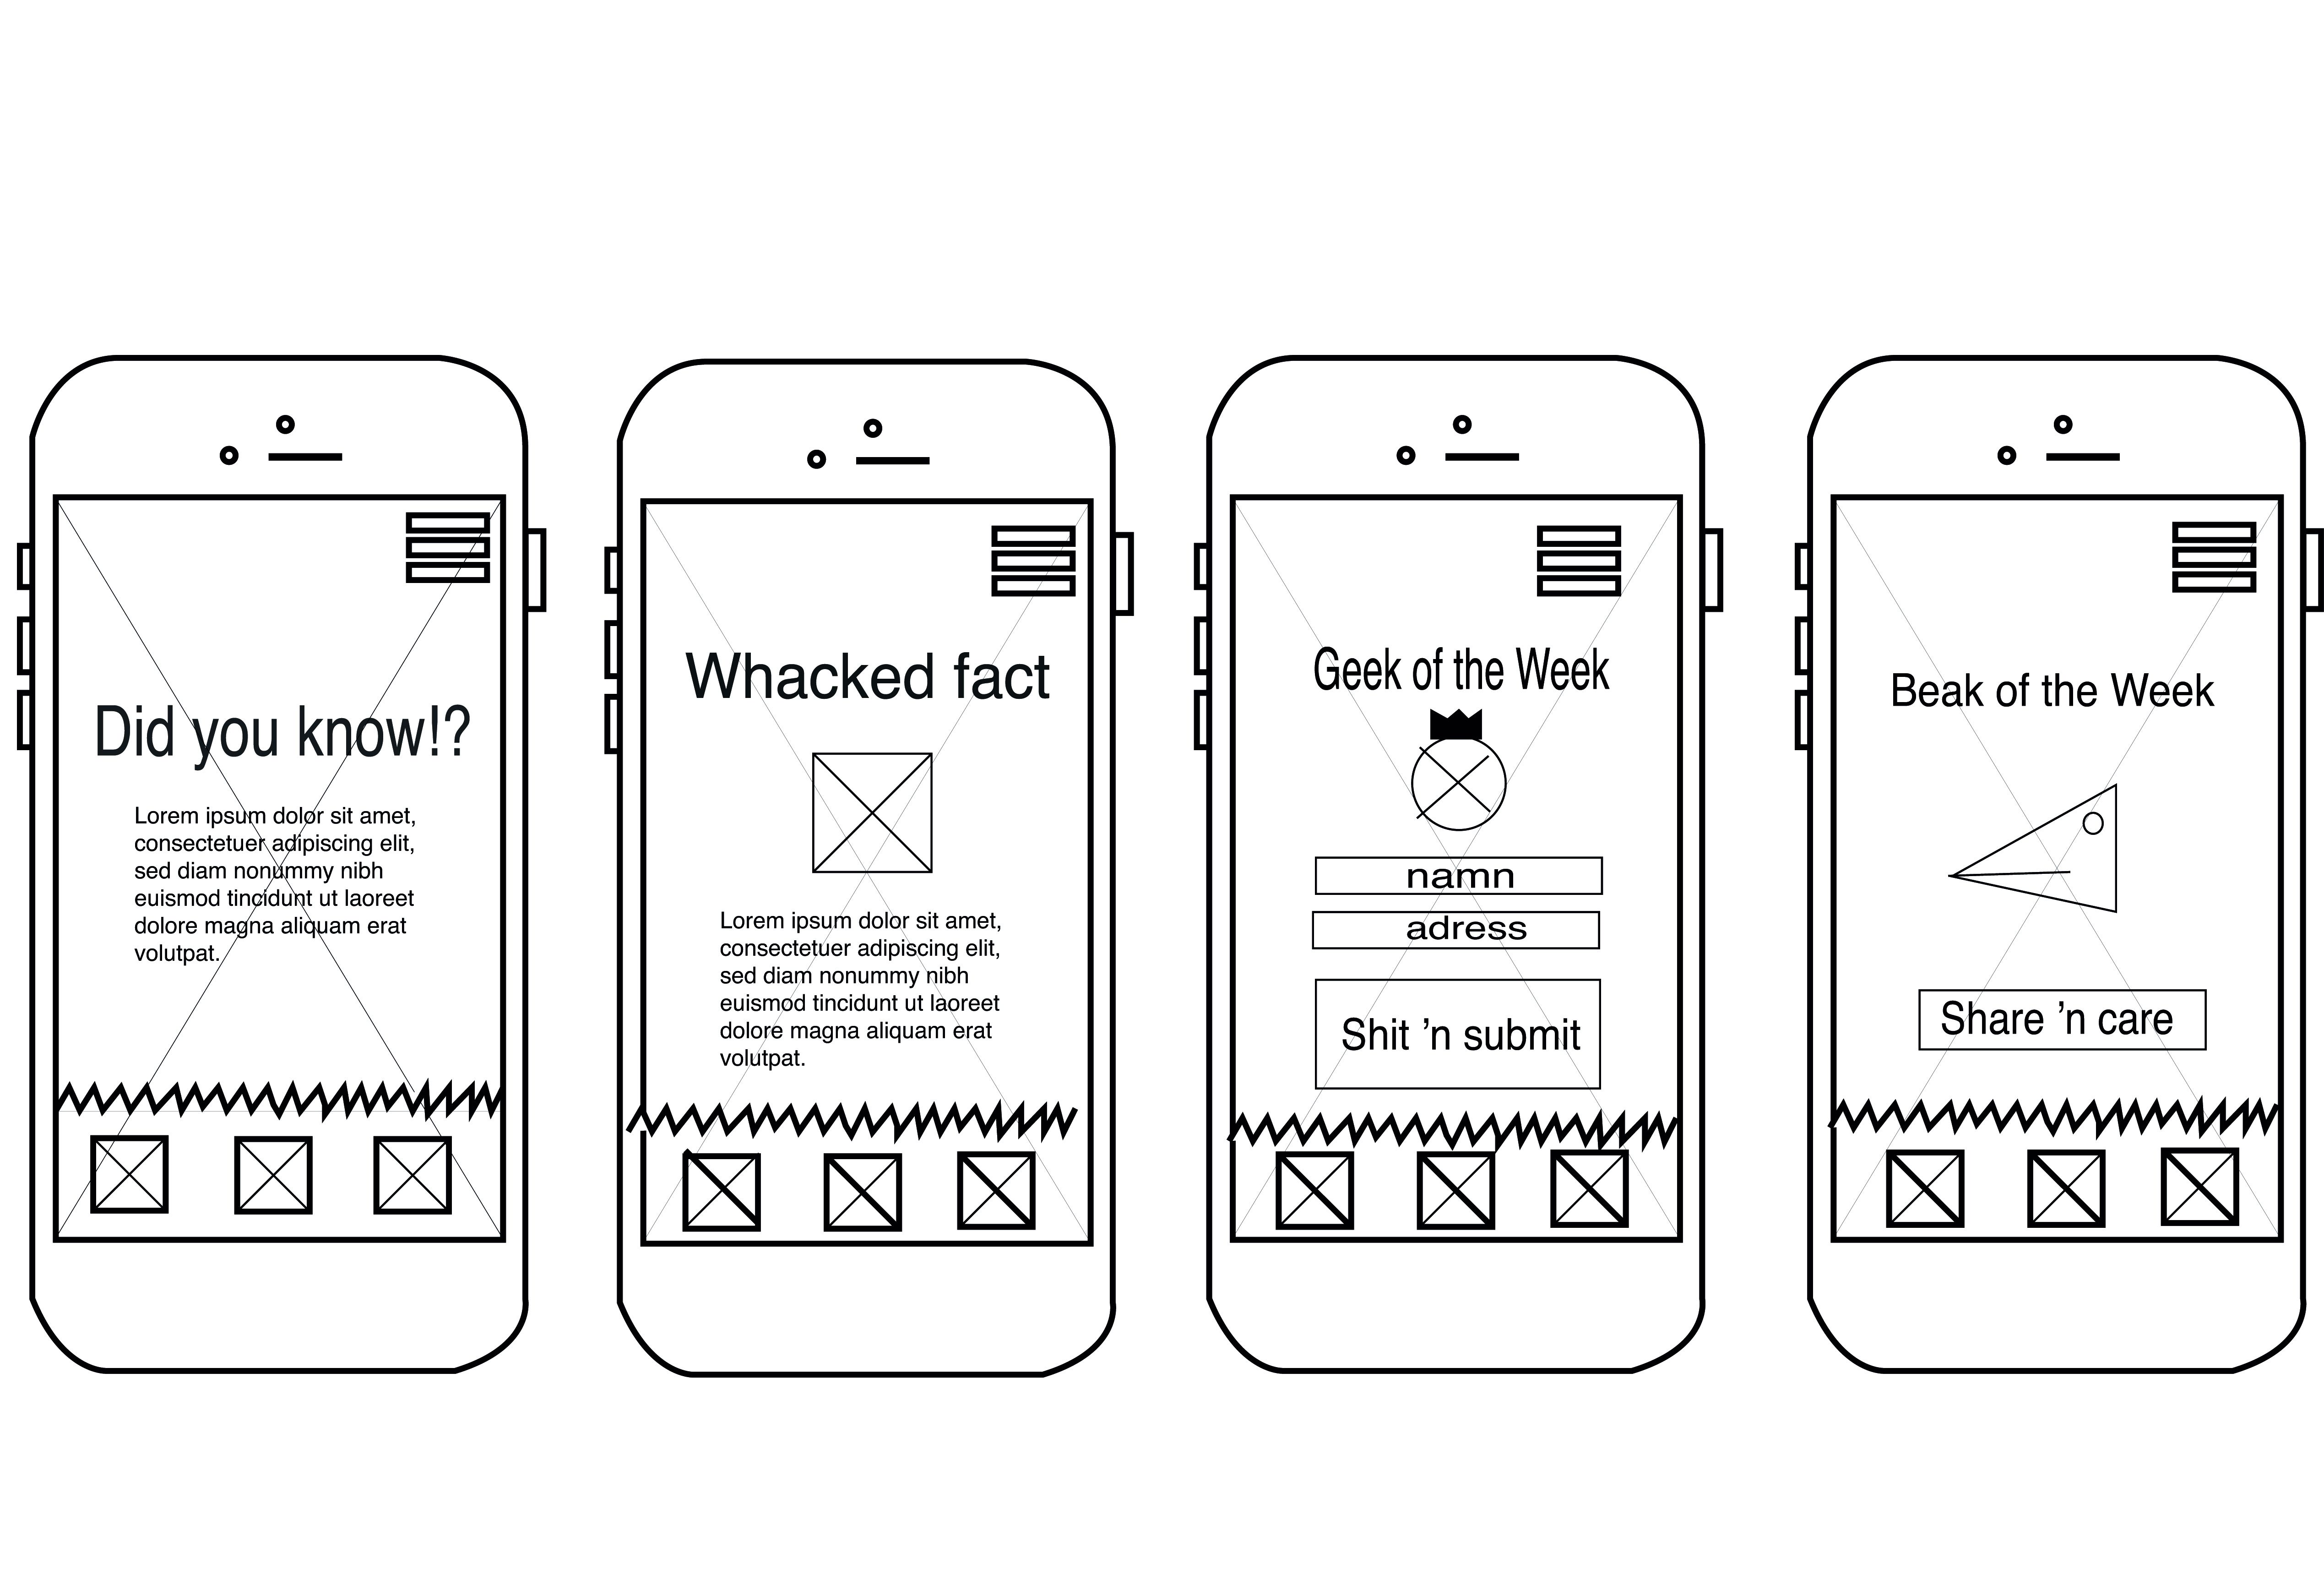 Did you know!?
Lorem ipsum dolor sit amet,
consectetuer adipiscing elit,
sed diam nonummy nibh
euismod tincidunt ut laoreet
dolore magna aliquam erat
volutpat.
Whacked fact
Lorem ipsum dolor sit amet,
consectetuer adipiscing elit,
sed diam nonummy nibh
euismod tincidunt ut laoreet
dolore magna aliquam erat
volutpat.
Geek of the Week
namn
adress
Shit ’n submit
Beak of the Week
Share ’n care